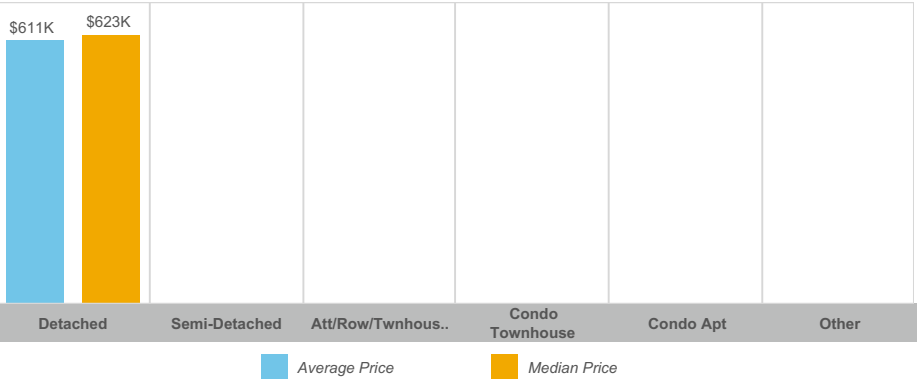 $611K
$623K
Detached
Semi-Detached
Att/Row/Twnhous..
Condo
Townhouse
Condo Apt
Other
Average Price
Median Price